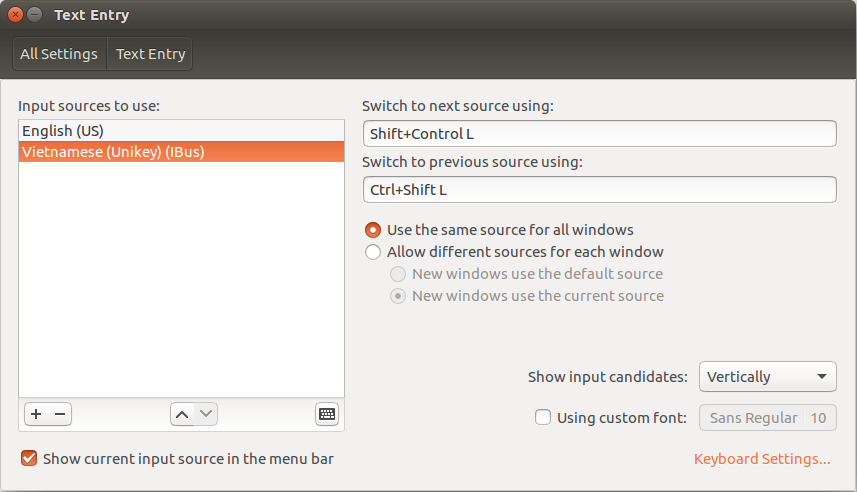 Text Entry
All Settings
Text Entry
Input sources to use:
English (US)
Vietnamese (Unikey) (IBus)
Show current input source in the menu bar
Switch to next source using:
Shift+Control L
Switch to previous source using:
Ctrl+Shift L
Use the same source for all windows
Allow different sources for each window
New windows use the default source
New windows use the current source
Show input candidates: Vertically
Using custom font: Sans Regular 10
Keyboard Settings...